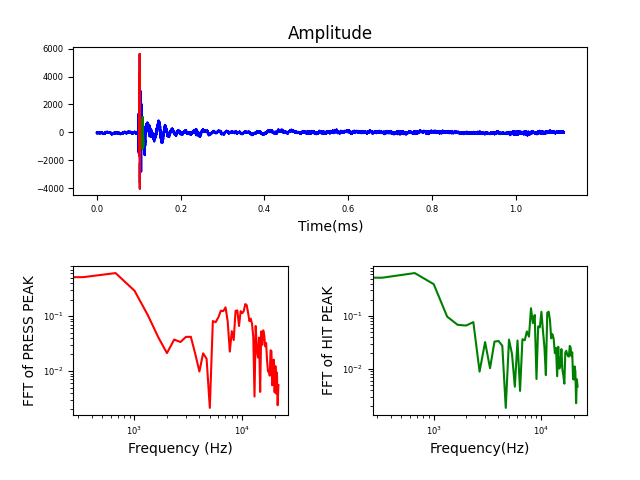 Amplitude
6000
4000
2000
0
−2000
−4000
0.0 0.2 0.4 0.6 0.8 1.0
Time(ms)
FFT of PRESS PEAK
10⁻¹
10⁻²
10³ 10⁴
Frequency (Hz)
FFT of HIT PEAK
10⁻¹
10⁻²
10³ 10⁴
Frequency(Hz)